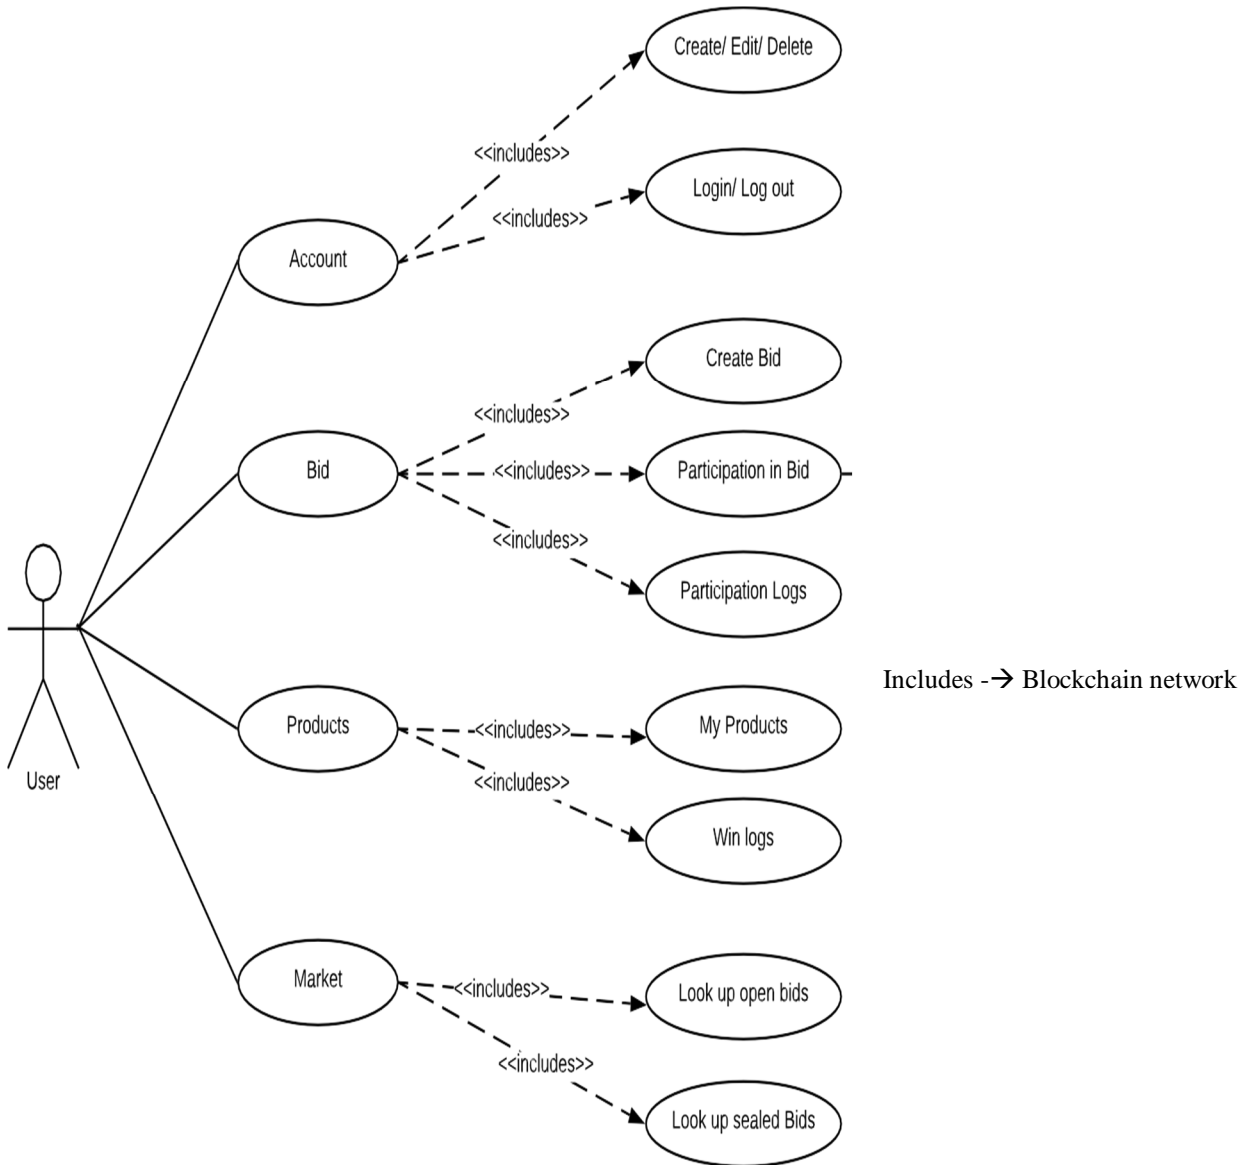 Create/ Edit/ Delete
<<includes>>
Login/ Log out
<<includes>>
Account
Create Bid
<<includes>>
Bid
<<includes>>
Participation in Bid
<<includes>>
Participation Logs
Includes -→ Blockchain network
Products
<<includes>>
My Products
User
<<includes>>
Win logs
Market
<<includes>>
Look up open bids
<<includes>>
Look up sealed Bids